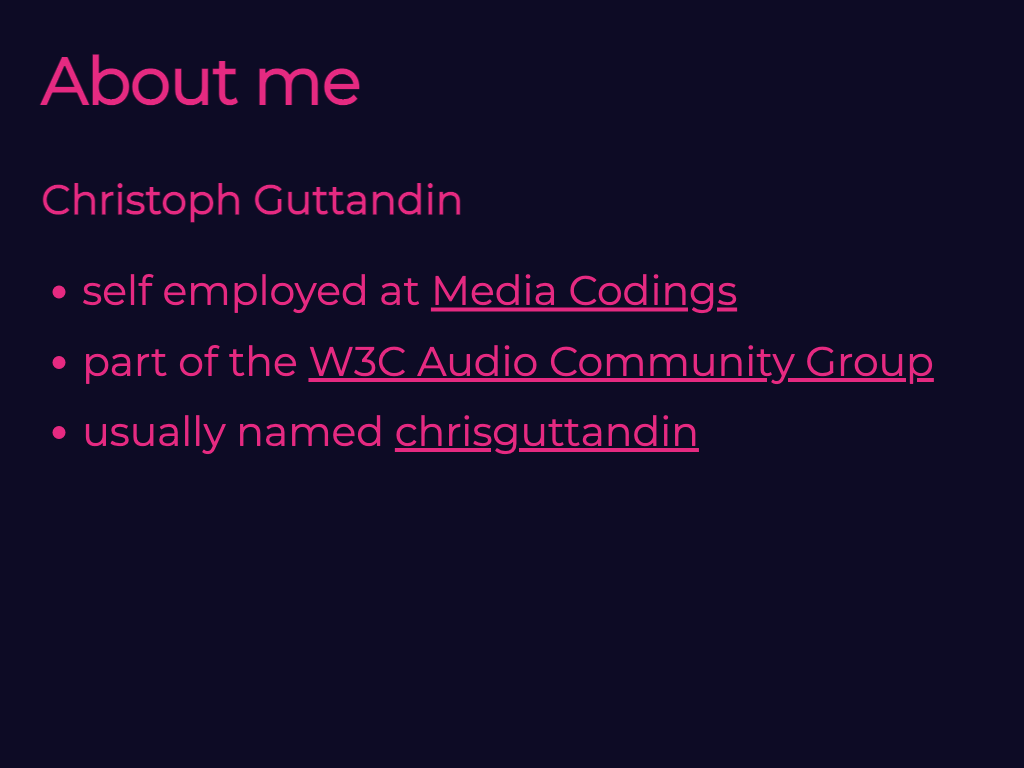 About me
Christoph Guttandin
• self employed at Media Codings
• part of the W3C Audio Community Group
• usually named chrisguttandin